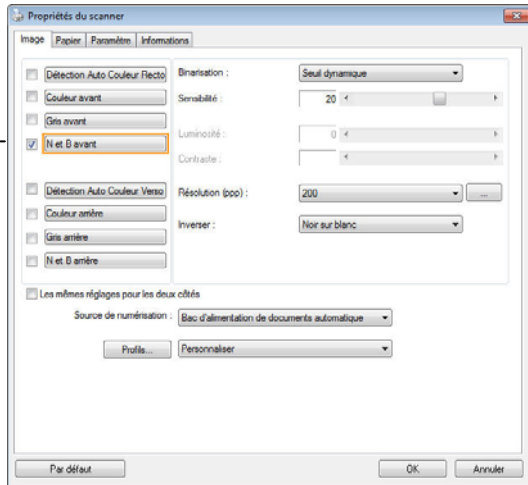 Propriétés du scanner
Image Papier Paramètre Informations
Détection Auto Couleur Recto
Couleur avant
Gris avant
N et B avant
Détection Auto Couleur Verso
Couleur arrière
Gris arrière
N et B arrière
Binarisation : Seuil dynamique
Sensibilité : 20
Luminosité : 0
Contraste :
Résolution (ppp) : 200 ...
Inverser : Noir sur blanc
Les mêmes réglages pour les deux côtés
Source de numérisation : Bac d'alimentation de documents automatique
Profils... Personnaliser
Par défaut OK Annuler